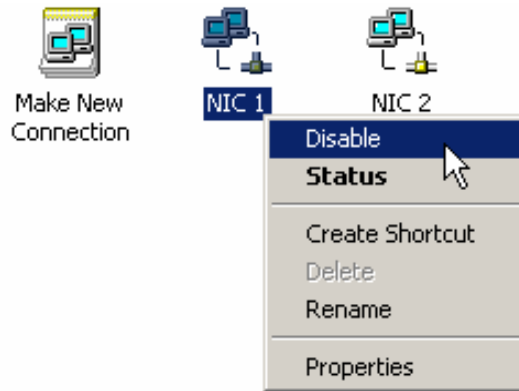 Make New
Connection
NIC 1
NIC 2
Disable
Status
Create Shortcut
Delete
Rename
Properties